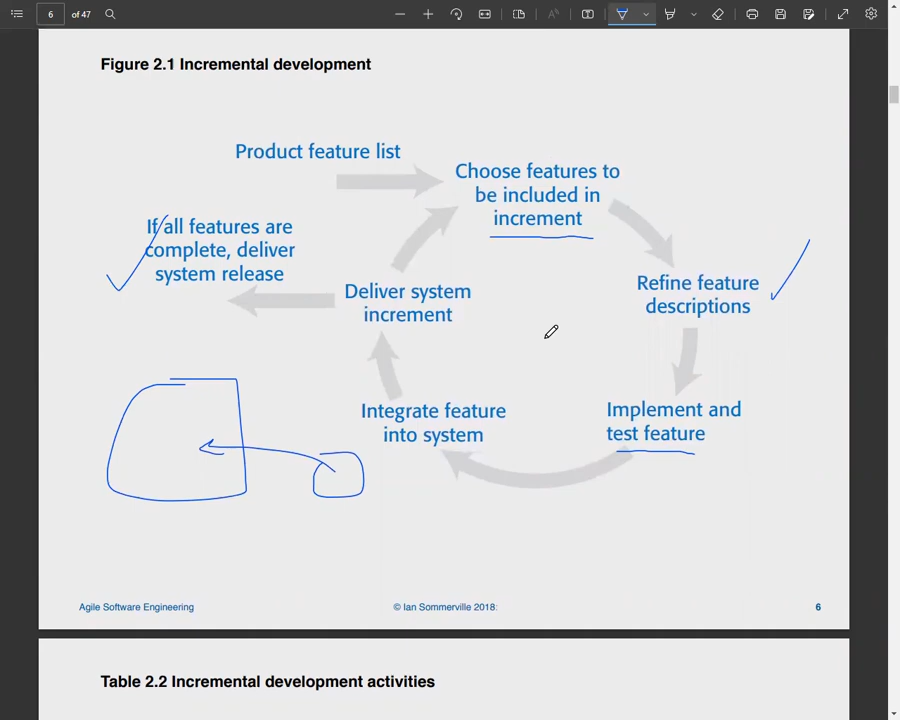 6 of 47
Figure 2.1 Incremental development
Product feature list
Choose features to
be included in
increment
If all features are
complete, deliver
system release
Refine feature
descriptions
Deliver system
increment
Implement and
test feature
Integrate feature
into system
Agile Software Engineering
© Ian Sommerville 2018:
6
Table 2.2 Incremental development activities